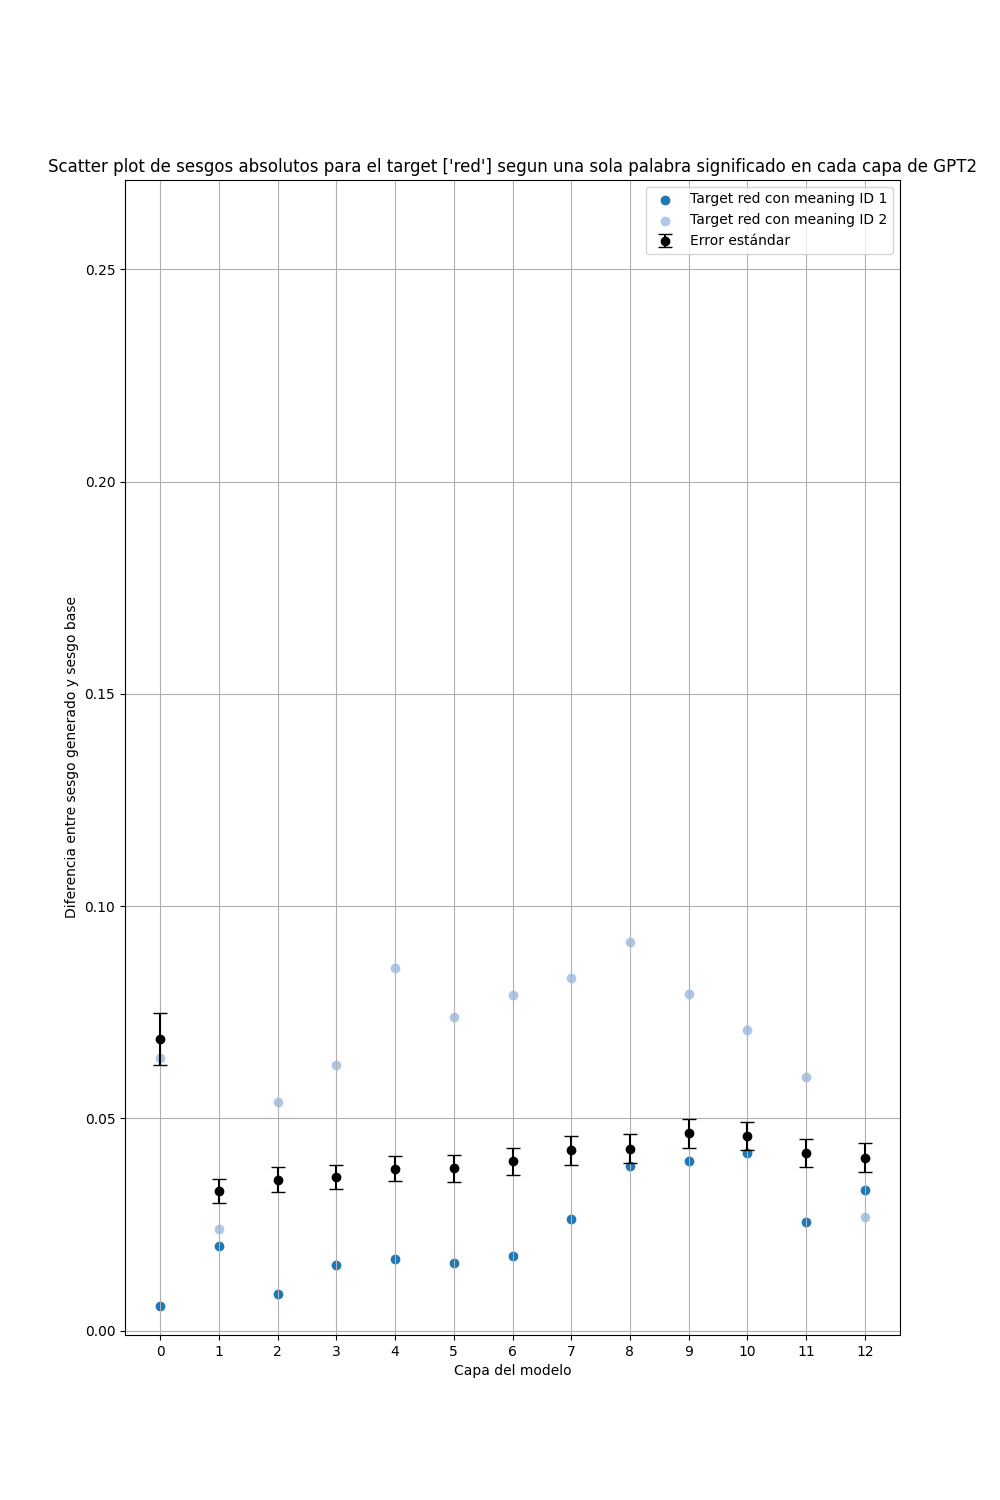 Scatter plot de sesgos absolutos para el target ['red'] segun una sola palabra significado en cada capa de GPT2
Target red con meaning ID 1
Target red con meaning ID 2
Error estándar
0.25
0.20
0.15
0.10
0.05
0.00
Diferencia entre sesgo generado y sesgo base
0 1 2 3 4 5 6 7 8 9 10 11 12
Capa del modelo